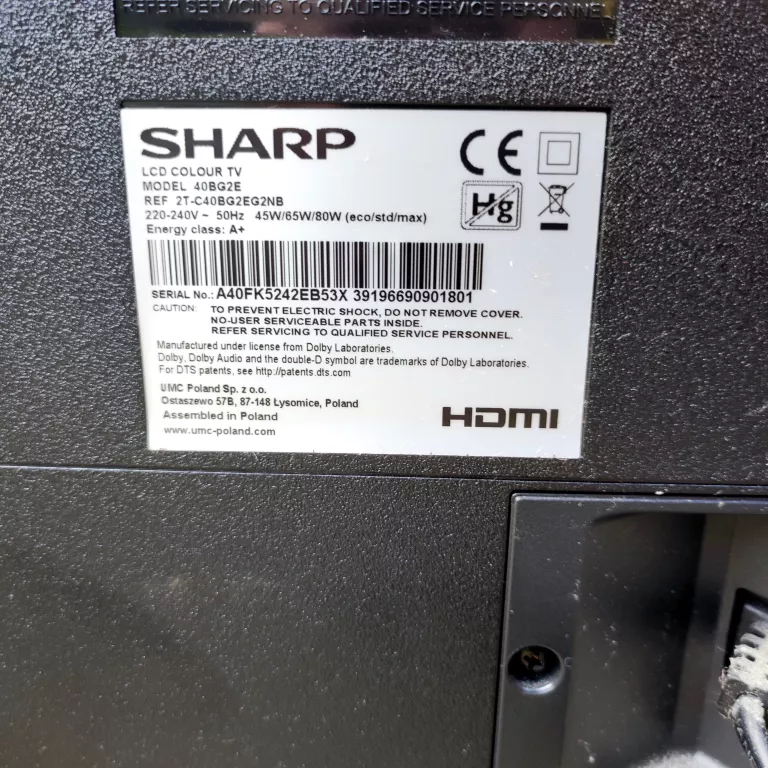 REFER SERVICING TO QUALIFIED SERVICE PERSONNEL
SHARP
LCD COLOUR TV
MODEL 40BG2E
REF 2T-C40BG2EG2NB
220-240V ~ 50Hz 45W/65W/80W (eco/std/max)
Energy class: A+
CE
Hg
SERIAL No.: A40FK5242EB53X 39196690901801
CAUTION: TO PREVENT ELECTRIC SHOCK, DO NOT REMOVE COVER.
NO-USER SERVICEABLE PARTS INSIDE.
REFER SERVICING TO QUALIFIED SERVICE PERSONNEL.
Manufactured under license from Dolby Laboratories.
Dolby, Dolby Audio and the double-D symbol are trademarks of Dolby Laboratories.
For DTS patents, see http://patents.dts.com
UMC Poland Sp. z o.o.
Ostaszewo 57B, 87-148 Łysomice, Poland
Assembled in Poland
www.umc-poland.com
HDMI